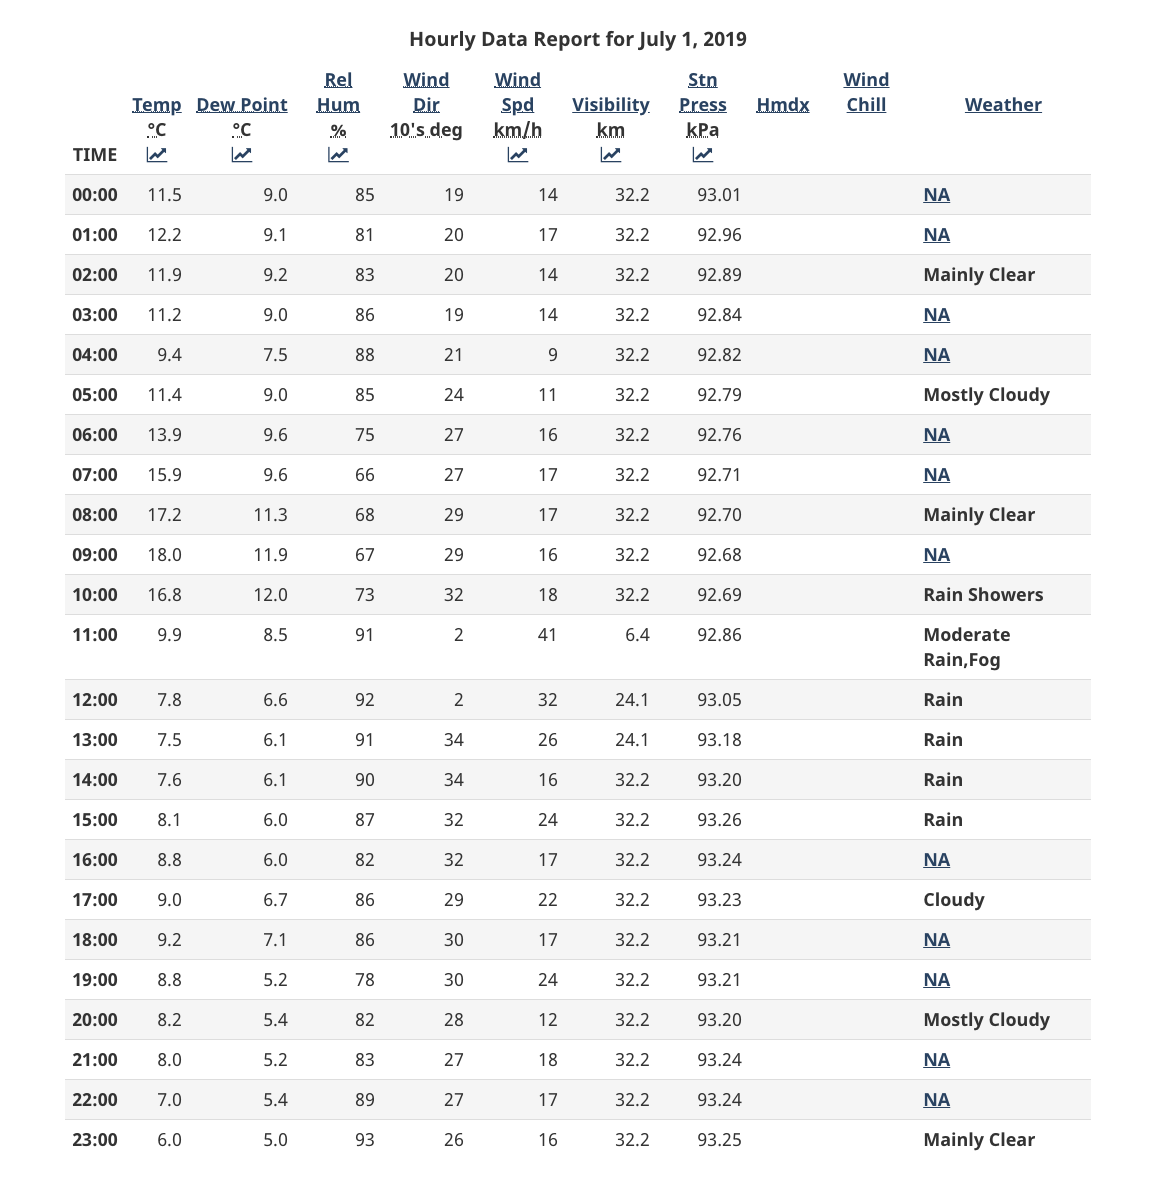 Hourly Data Report for July 1, 2019
TIME Temp °C Dew Point °C Rel Hum % Wind Dir 10's deg Wind Spd km/h Visibility km Stn Press kPa Hmdx Wind Chill Weather
00:00 11.5 9.0 85 19 14 32.2 93.01 NA
01:00 12.2 9.1 81 20 17 32.2 92.96 NA
02:00 11.9 9.2 83 20 14 32.2 92.89 Mainly Clear
03:00 11.2 9.0 86 19 14 32.2 92.84 NA
04:00 9.4 7.5 88 21 9 32.2 92.82 NA
05:00 11.4 9.0 85 24 11 32.2 92.79 Mostly Cloudy
06:00 13.9 9.6 75 27 16 32.2 92.76 NA
07:00 15.9 9.6 66 27 17 32.2 92.71 NA
08:00 17.2 11.3 68 29 17 32.2 92.70 Mainly Clear
09:00 18.0 11.9 67 29 16 32.2 92.68 NA
10:00 16.8 12.0 73 32 18 32.2 92.69 Rain Showers
11:00 9.9 8.5 91 2 41 6.4 92.86 Moderate
Rain,Fog
12:00 7.8 6.6 92 2 32 24.1 93.05 Rain
13:00 7.5 6.1 91 34 26 24.1 93.18 Rain
14:00 7.6 6.1 90 34 16 32.2 93.20 Rain
15:00 8.1 6.0 87 32 24 32.2 93.26 Rain
16:00 8.8 6.0 82 32 17 32.2 93.24 NA
17:00 9.0 6.7 86 29 22 32.2 93.23 Cloudy
18:00 9.2 7.1 86 30 17 32.2 93.21 NA
19:00 8.8 5.2 78 30 24 32.2 93.21 NA
20:00 8.2 5.4 82 28 12 32.2 93.20 Mostly Cloudy
21:00 8.0 5.2 83 27 18 32.2 93.24 NA
22:00 7.0 5.4 89 27 17 32.2 93.24 NA
23:00 6.0 5.0 93 26 16 32.2 93.25 Mainly Clear